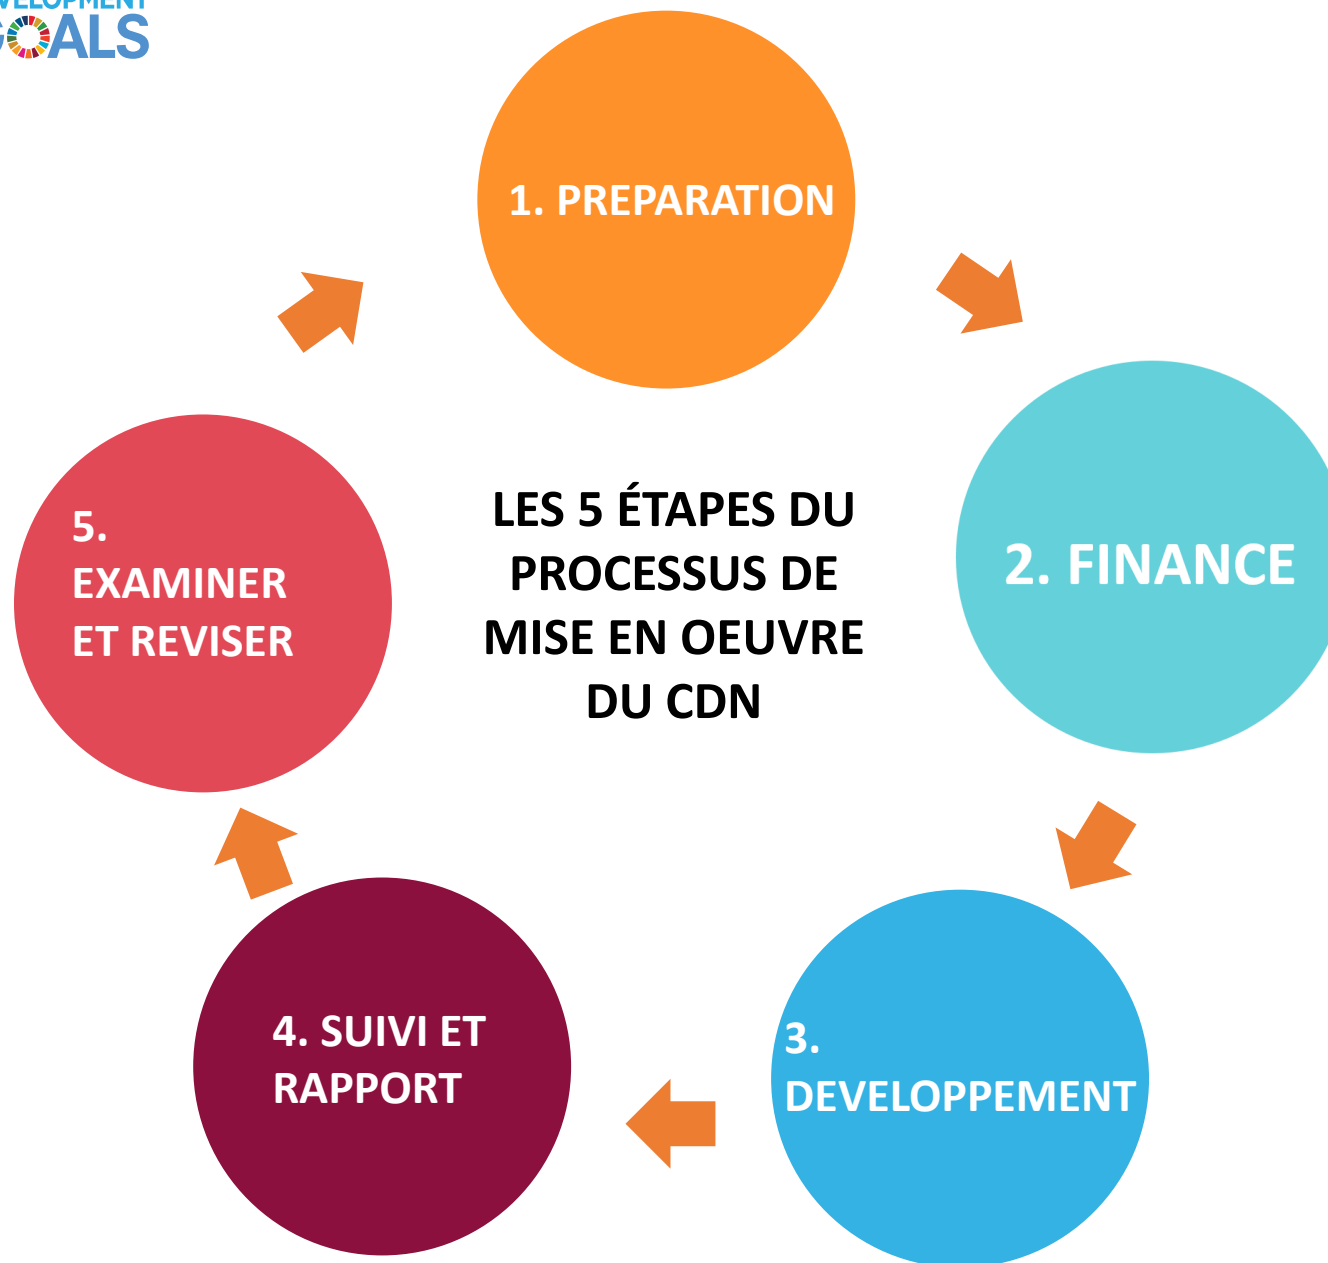 GOALS
1. PREPARATION
2. FINANCE
3.
DEVELOPPEMENT
4. SUIVI ET
RAPPORT
5.
EXAMINER
ET REVISER
LES 5 ÉTAPES DU
PROCESSUS DE
MISE EN OEUVRE
DU CDN